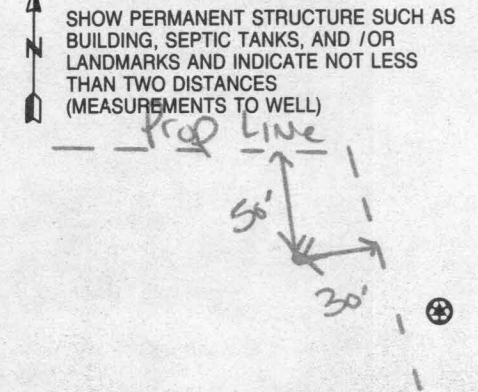 SHOW PERMANENT STRUCTURE SUCH AS
N BUILDING, SEPTIC TANKS, AND /OR
LANDMARKS AND INDICATE NOT LESS
THAN TWO DISTANCES
(MEASUREMENTS TO WELL)
Prop Line
50'
30'